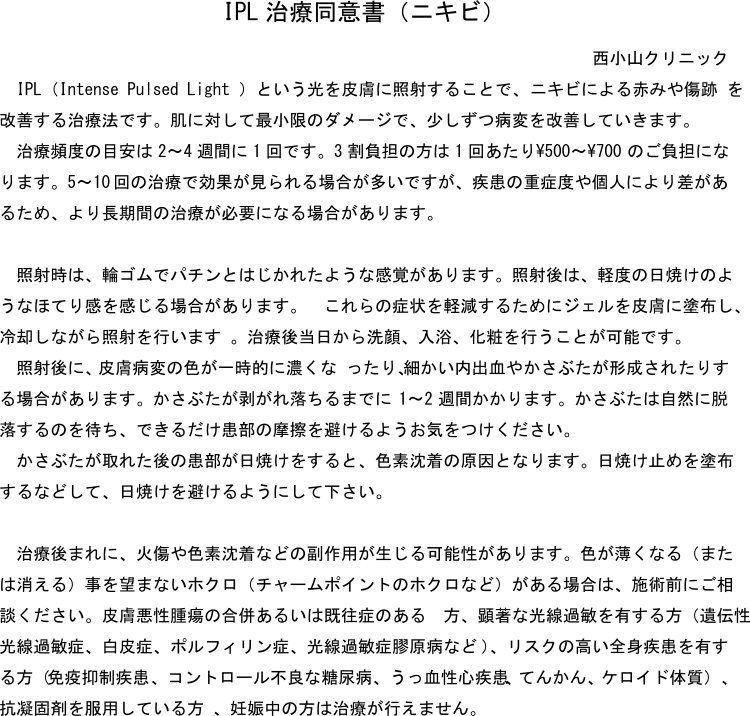 IPL 治療同意書（ニキビ）
西小山クリニック
IPL（Intense Pulsed Light ）という光を皮膚に照射することで、ニキビによる赤みや傷跡 を
改善する治療法です。肌に対して最小限のダメージで、少しずつ病変を改善していきます。
治療頻度の目安は 2～4 週間に 1 回です。3 割負担の方は 1 回あたり¥500～¥700 のご負担にな
ります。5～10 回の治療で効果が見られる場合が多いですが、疾患の重症度や個人により差があ
るため、より長期間の治療が必要になる場合があります。
照射時は、輪ゴムでパチンとはじかれたような感覚があります。照射後は、軽度の日焼けのよ
うなほてり感を感じる場合があります。　これらの症状を軽減するためにジェルを皮膚に塗布し、
冷却しながら照射を行います 。治療後当日から洗顔、入浴、化粧を行うことが可能です。
照射後に、皮膚病変の色が一時的に濃くな ったり、細かい内出血やかさぶたが形成されたりす
る場合があります。かさぶたが剥がれ落ちるまでに 1～2 週間かかります。かさぶたは自然に脱
落するのを待ち、できるだけ患部の摩擦を避けるようお気をつけください。
かさぶたが取れた後の患部が日焼けをすると、色素沈着の原因となります。日焼け止めを塗布
するなどして、日焼けを避けるようにして下さい。
治療後まれに、火傷や色素沈着などの副作用が生じる可能性があります。色が薄くなる（また
は消える）事を望まないホクロ（チャームポイントのホクロなど）がある場合は、施術前にご相
談ください。皮膚悪性腫瘍の合併あるいは既往症のある　方、顕著な光線過敏を有する方（遺伝性
光線過敏症、白皮症、ポルフィリン症、光線過敏症膠原病など）、リスクの高い全身疾患を有す
る方（免疫抑制疾患、コントロール不良な糖尿病、うっ血性心疾患、てんかん、ケロイド体質）、
抗凝固剤を服用している方 、妊娠中の方は治療が行えません。